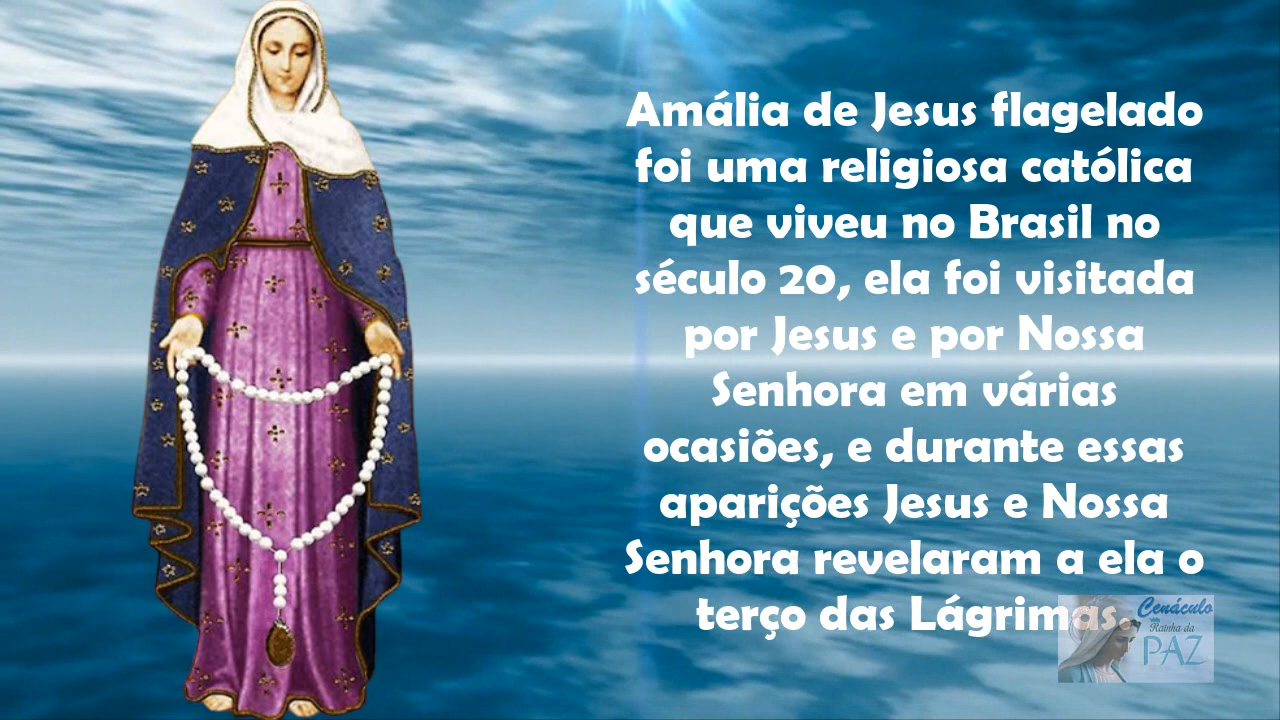 Amália de Jesus flagelado
foi uma religiosa católica
que viveu no Brasil no
século 20, ela foi visitada
por Jesus e por Nossa
Senhora em várias
ocasiões, e durante essas
aparições Jesus e Nossa
Senhora revelaram a ela o
terço das Lágrimas.
Cenáculo
Rainha da
PAZ